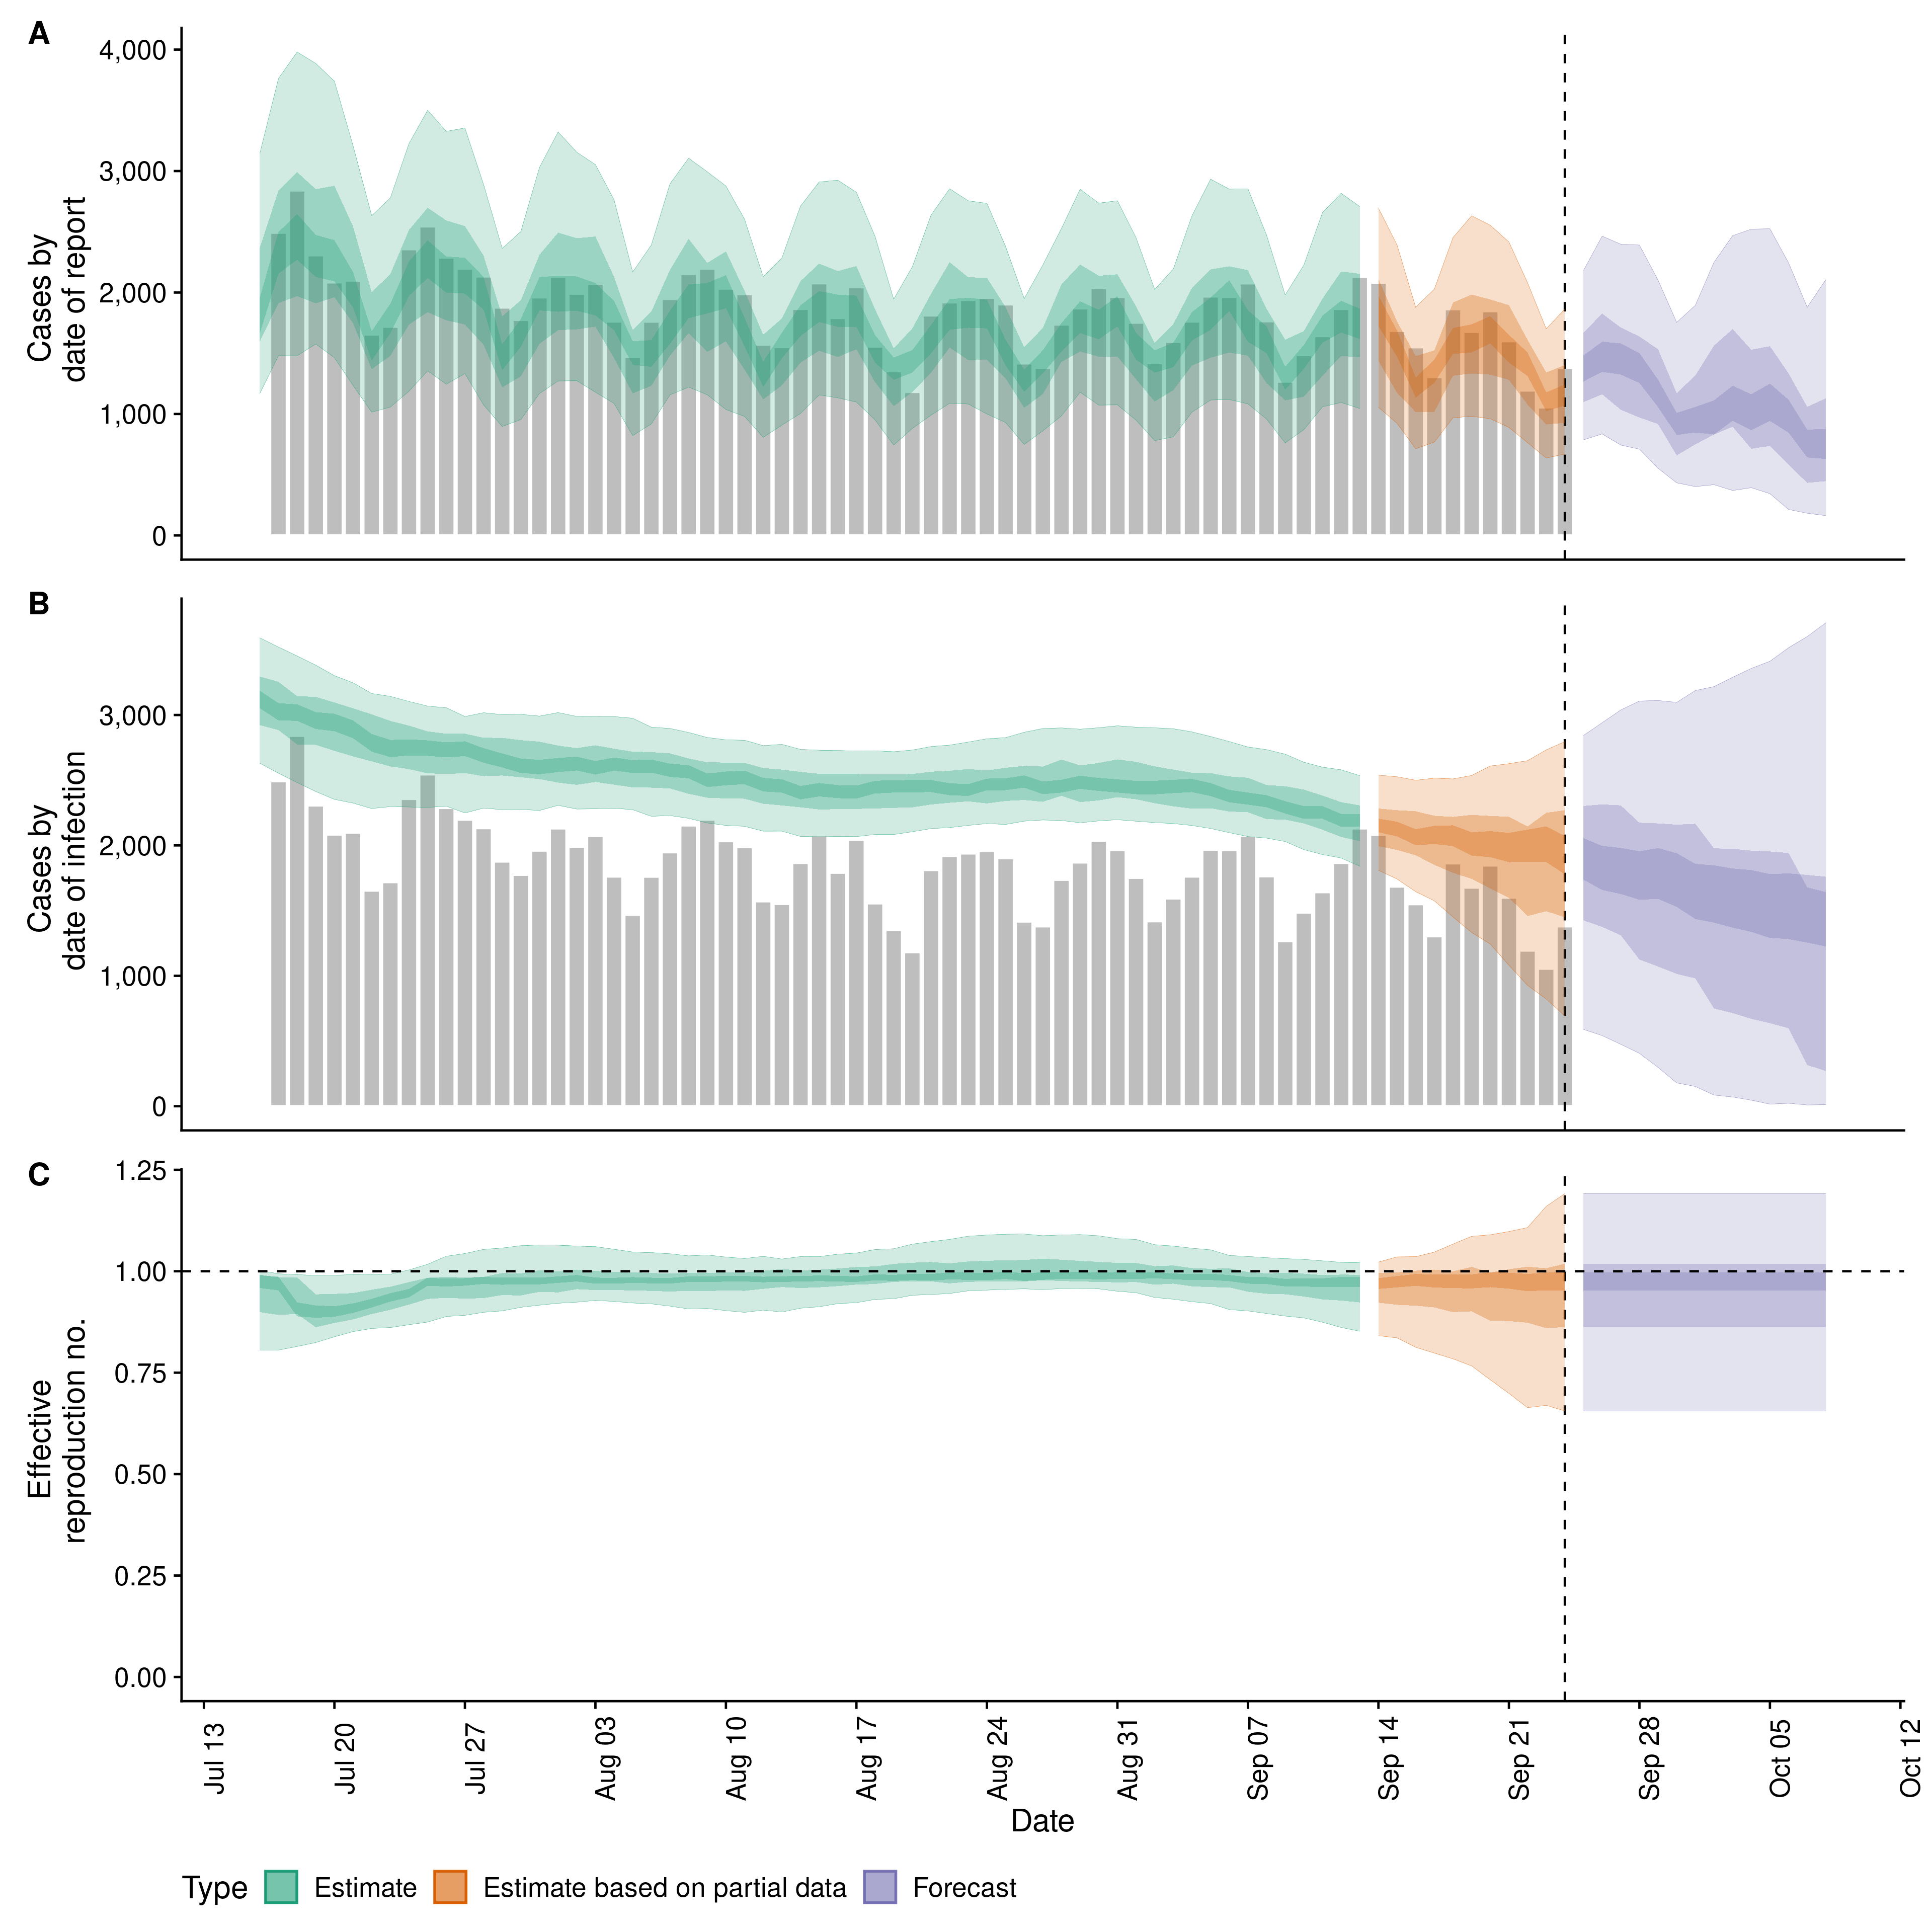 A
4,000
3,000
2,000
1,000
0
Cases by
date of report
B
3,000
2,000
1,000
0
Cases by
date of infection
C
1.25
1.00
0.75
0.50
0.25
0.00
Effective
reproduction no.
Jul 13
Jul 20
Jul 27
Aug 03
Aug 10
Aug 17
Aug 24
Aug 31
Sep 07
Sep 14
Sep 21
Sep 28
Oct 05
Oct 12
Date
Type Estimate Estimate based on partial data Forecast